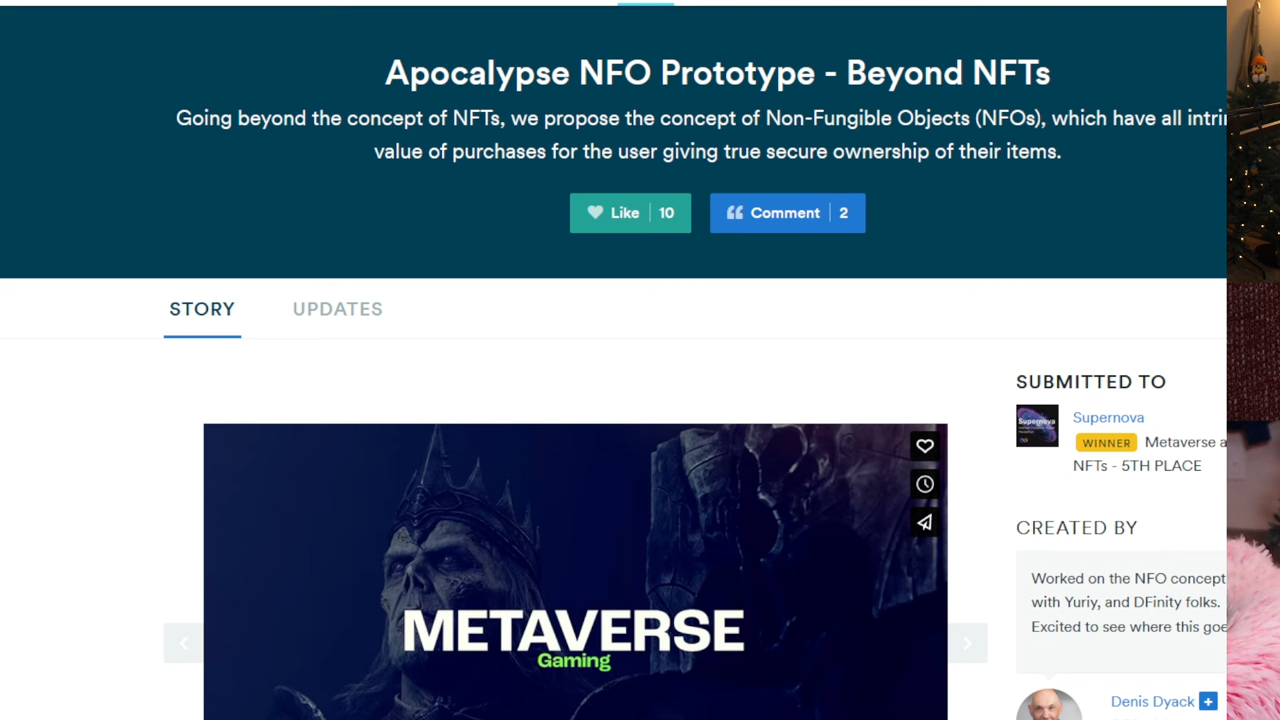 Apocalypse NFO Prototype - Beyond NFTs
Going beyond the concept of NFTs, we propose the concept of Non-Fungible Objects (NFOs), which have all intri
value of purchases for the user giving true secure ownership of their items.
Like 10
Comment 2
STORY
UPDATES
SUBMITTED TO
Supernova
Supernova
WINNER Metaverse a
NFTs - 5TH PLACE
METAVERSE
Gaming
CREATED BY
Worked on the NFO concept
with Yuriy, and DFinity folks.
Excited to see where this goe
Denis Dyack